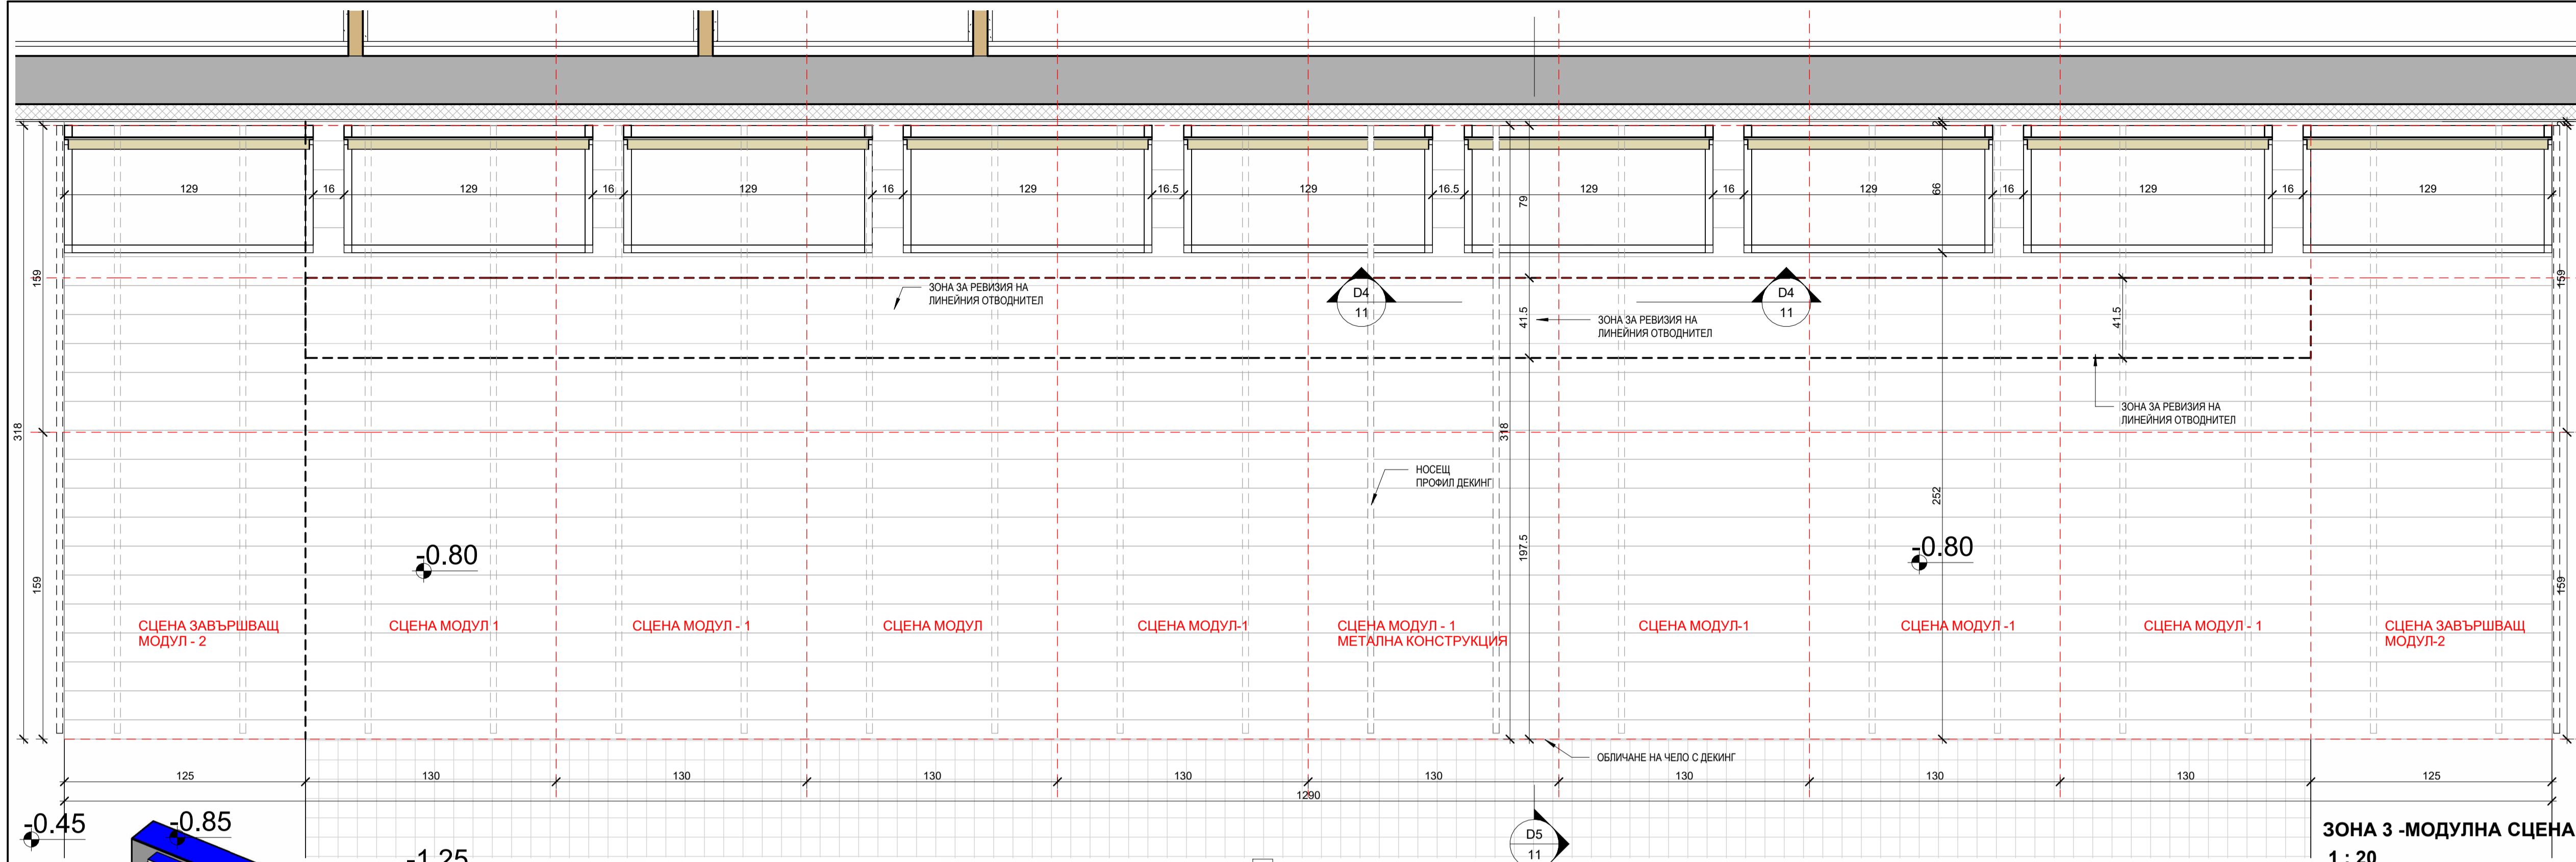 2
2
129
16
129
16
129
16
129
16.5
129
16.5
129
16
129
16
129
16
129
79
66
159
159
ЗОНА ЗА РЕВИЗИЯ НА
ЛИНЕЙНИЯ ОТВОДНИТЕЛ
D4
11
41.5
ЗОНА ЗА РЕВИЗИЯ НА
ЛИНЕЙНИЯ ОТВОДНИТЕЛ
D4
11
41.5
ЗОНА ЗА РЕВИЗИЯ НА
ЛИНЕЙНИЯ ОТВОДНИТЕЛ
318
318
НОСЕЩ
ПРОФИЛ ДЕКИНГ
252
197.5
-0.80
-0.80
159
159
СЦЕНА ЗАВЪРШВАЩ
МОДУЛ - 2
СЦЕНА МОДУЛ 1
СЦЕНА МОДУЛ - 1
СЦЕНА МОДУЛ
СЦЕНА МОДУЛ-1
СЦЕНА МОДУЛ - 1
МЕТАЛНА КОНСТРУКЦИЯ
СЦЕНА МОДУЛ-1
СЦЕНА МОДУЛ -1
СЦЕНА МОДУЛ - 1
СЦЕНА ЗАВЪРШВАЩ
МОДУЛ-2
ОБЛИЧАНЕ НА ЧЕЛО С ДЕКИНГ
125
130
130
130
130
130
130
130
130
125
1290
-0.45
-0.85
-1.25
D5
11
ЗОНА 3 -МОДУЛНА СЦЕНА
1 : 20